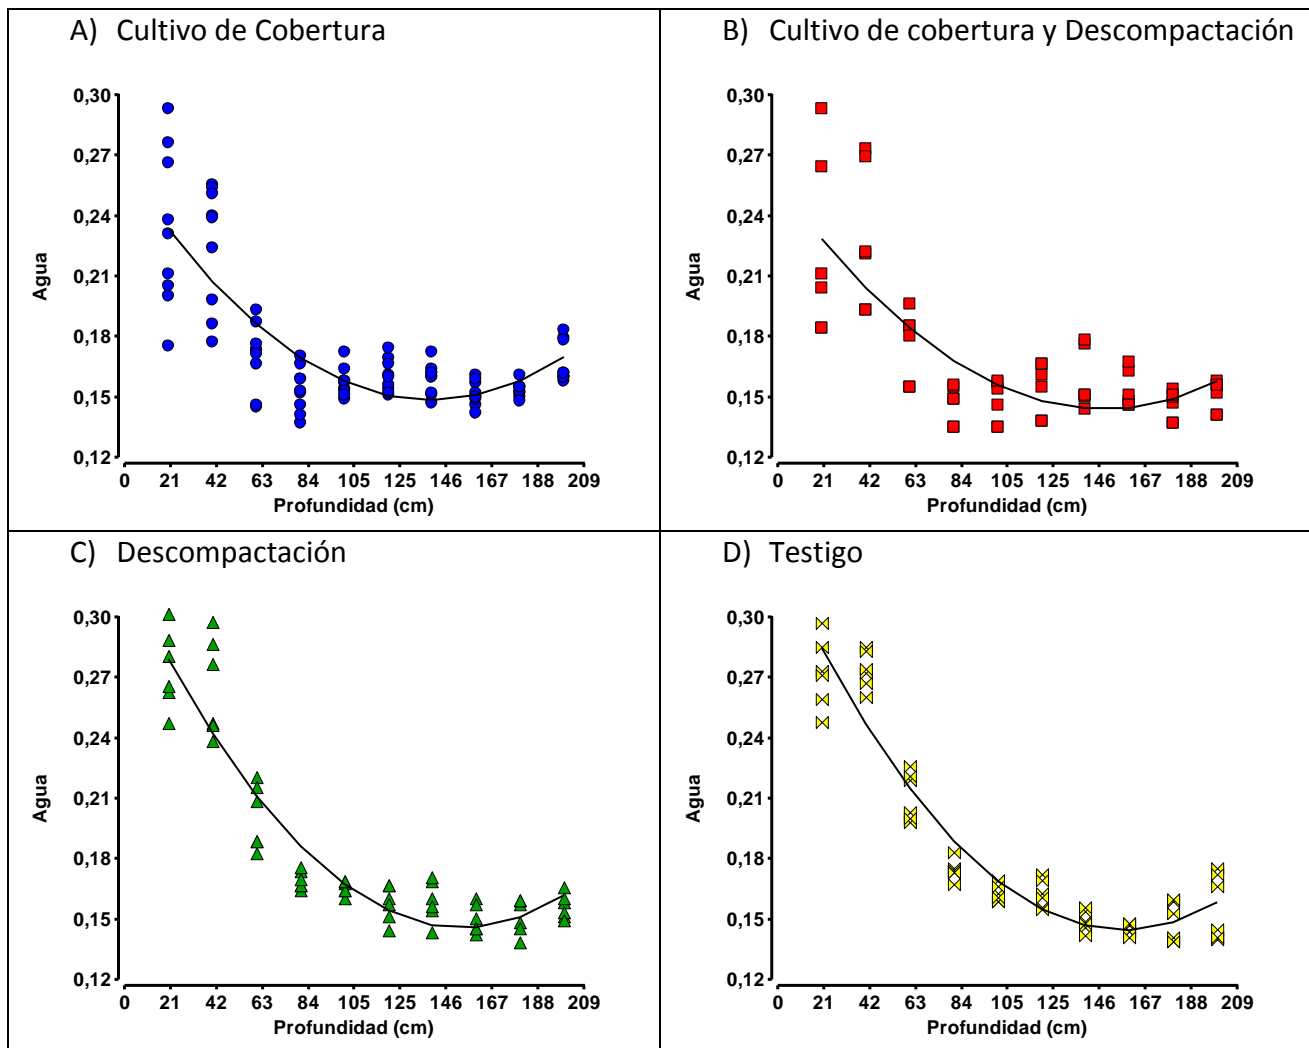 A) Cultivo de Cobertura
0,30
0,27
0,24
0,21
0,18
0,15
0,12
Agua
0 21 42 63 84 105 125 146 167 188 209
Profundidad (cm)
B) Cultivo de cobertura y Descompactación
0,30
0,27
0,24
0,21
0,18
0,15
0,12
Agua
0 21 42 63 84 105 125 146 167 188 209
Profundidad (cm)
C) Descompactación
0,30
0,27
0,24
0,21
0,18
0,15
0,12
Agua
0 21 42 63 84 105 125 146 167 188 209
Profundidad (cm)
D) Testigo
0,30
0,27
0,24
0,21
0,18
0,15
0,12
Agua
0 21 42 63 84 105 125 146 167 188 209
Profundidad (cm)